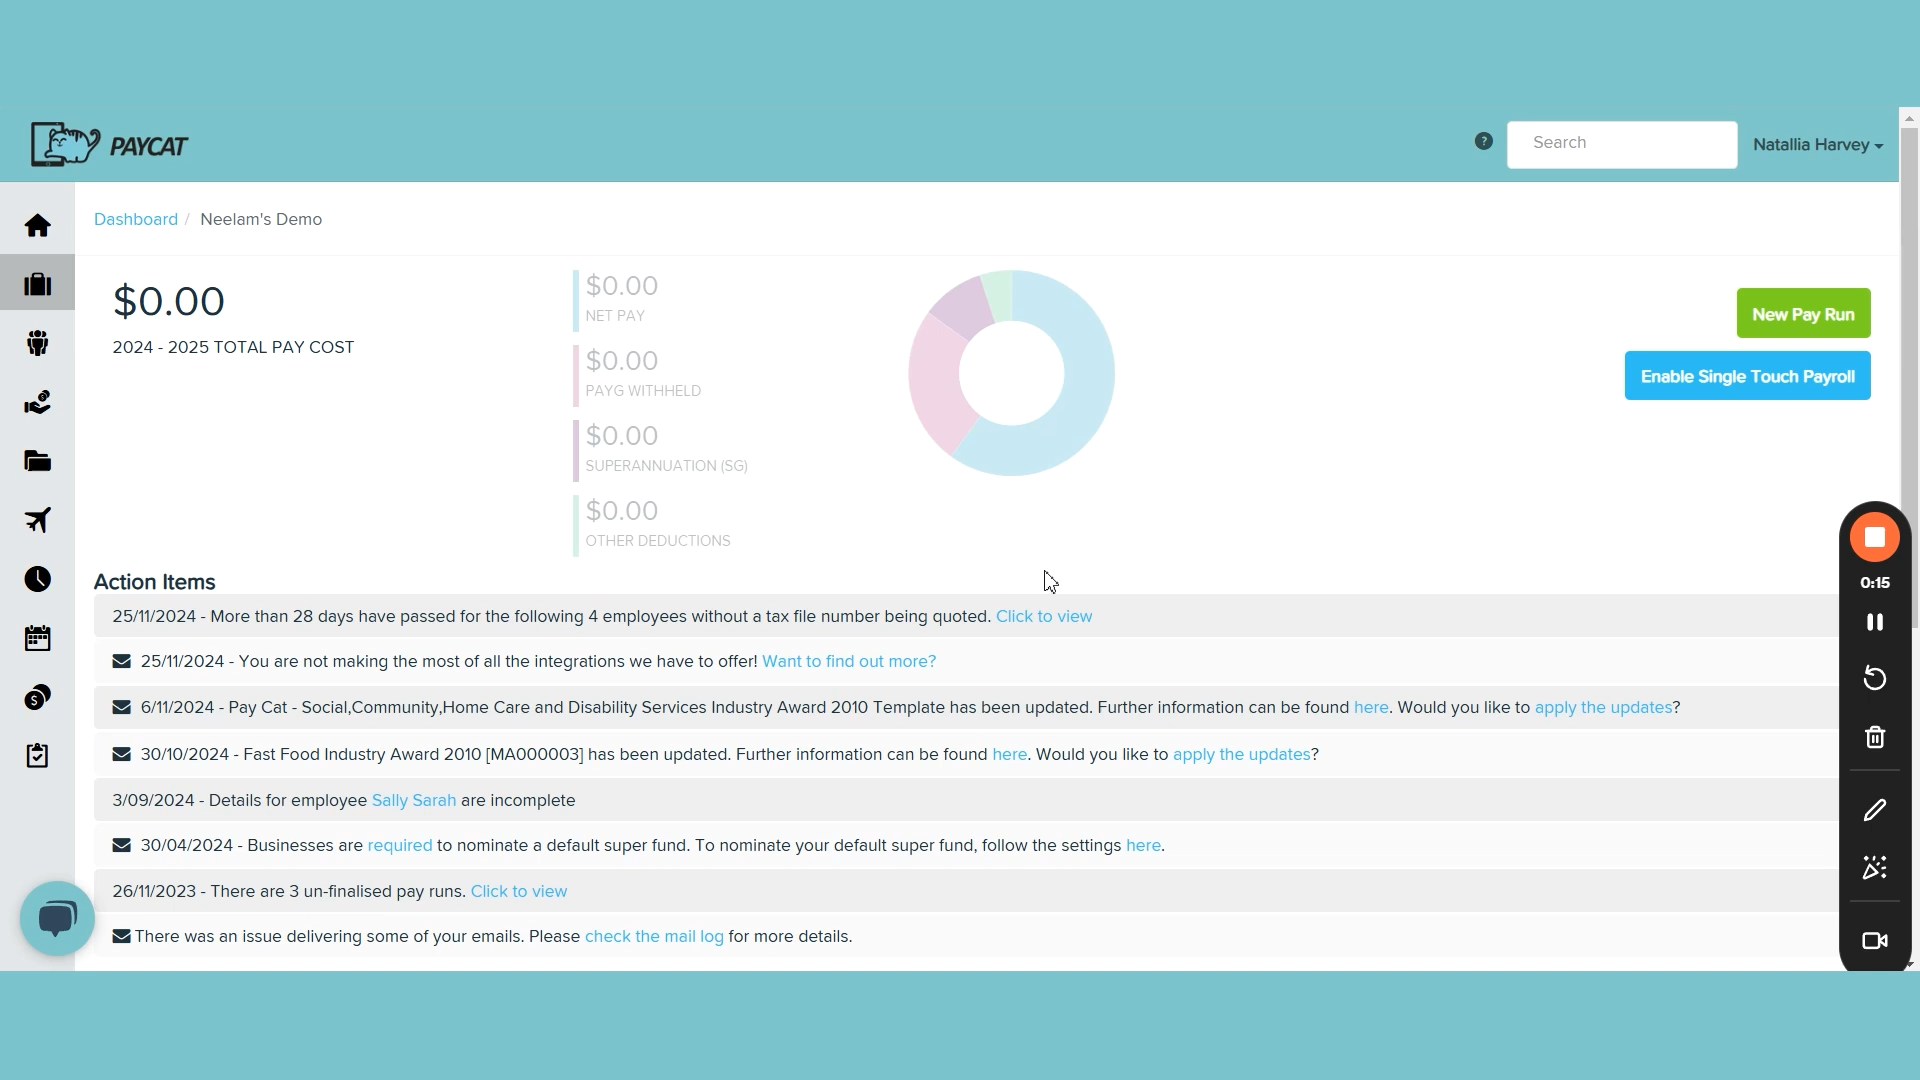 PAYCAT
?
Search
Natallia Harvey
Dashboard / Neelam's Demo
$0.00
2024 - 2025 TOTAL PAY COST
$0.00
NET PAY
$0.00
PAYG WITHHELD
$0.00
SUPERANNUATION (SG)
$0.00
OTHER DEDUCTIONS
New Pay Run
Enable Single Touch Payroll
Action Items
25/11/2024 - More than 28 days have passed for the following 4 employees without a tax file number being quoted. Click to view
25/11/2024 - You are not making the most of all the integrations we have to offer! Want to find out more?
6/11/2024 - Pay Cat - Social,Community,Home Care and Disability Services Industry Award 2010 Template has been updated. Further information can be found here. Would you like to apply the updates?
30/10/2024 - Fast Food Industry Award 2010 [MA000003] has been updated. Further information can be found here. Would you like to apply the updates?
3/09/2024 - Details for employee Sally Sarah are incomplete
30/04/2024 - Businesses are required to nominate a default super fund. To nominate your default super fund, follow the settings here.
26/11/2023 - There are 3 un-finalised pay runs. Click to view
There was an issue delivering some of your emails. Please check the mail log for more details.
0:15